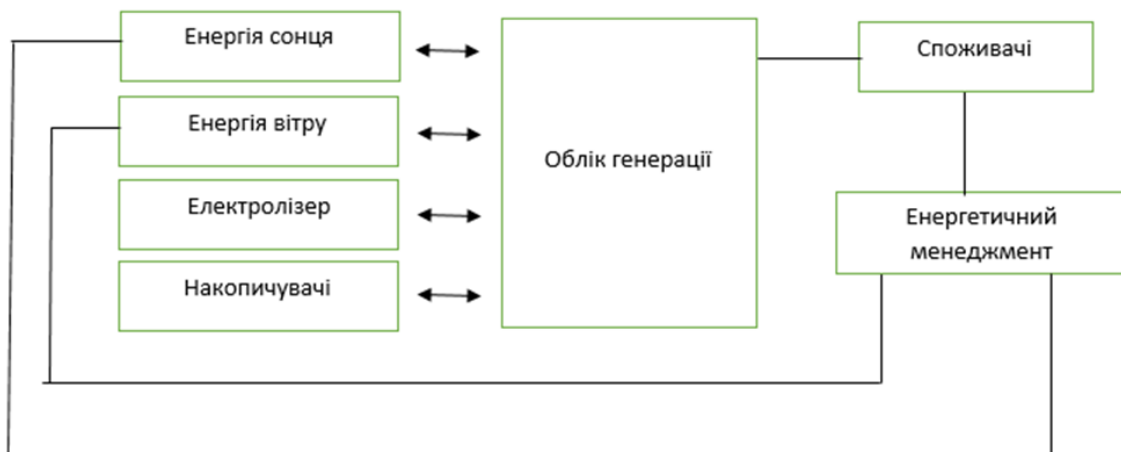 Енергія сонця
Енергія вітру
Електролізер
Накопичувачі
Облік генерації
Споживачі
Енергетичний
менеджмент